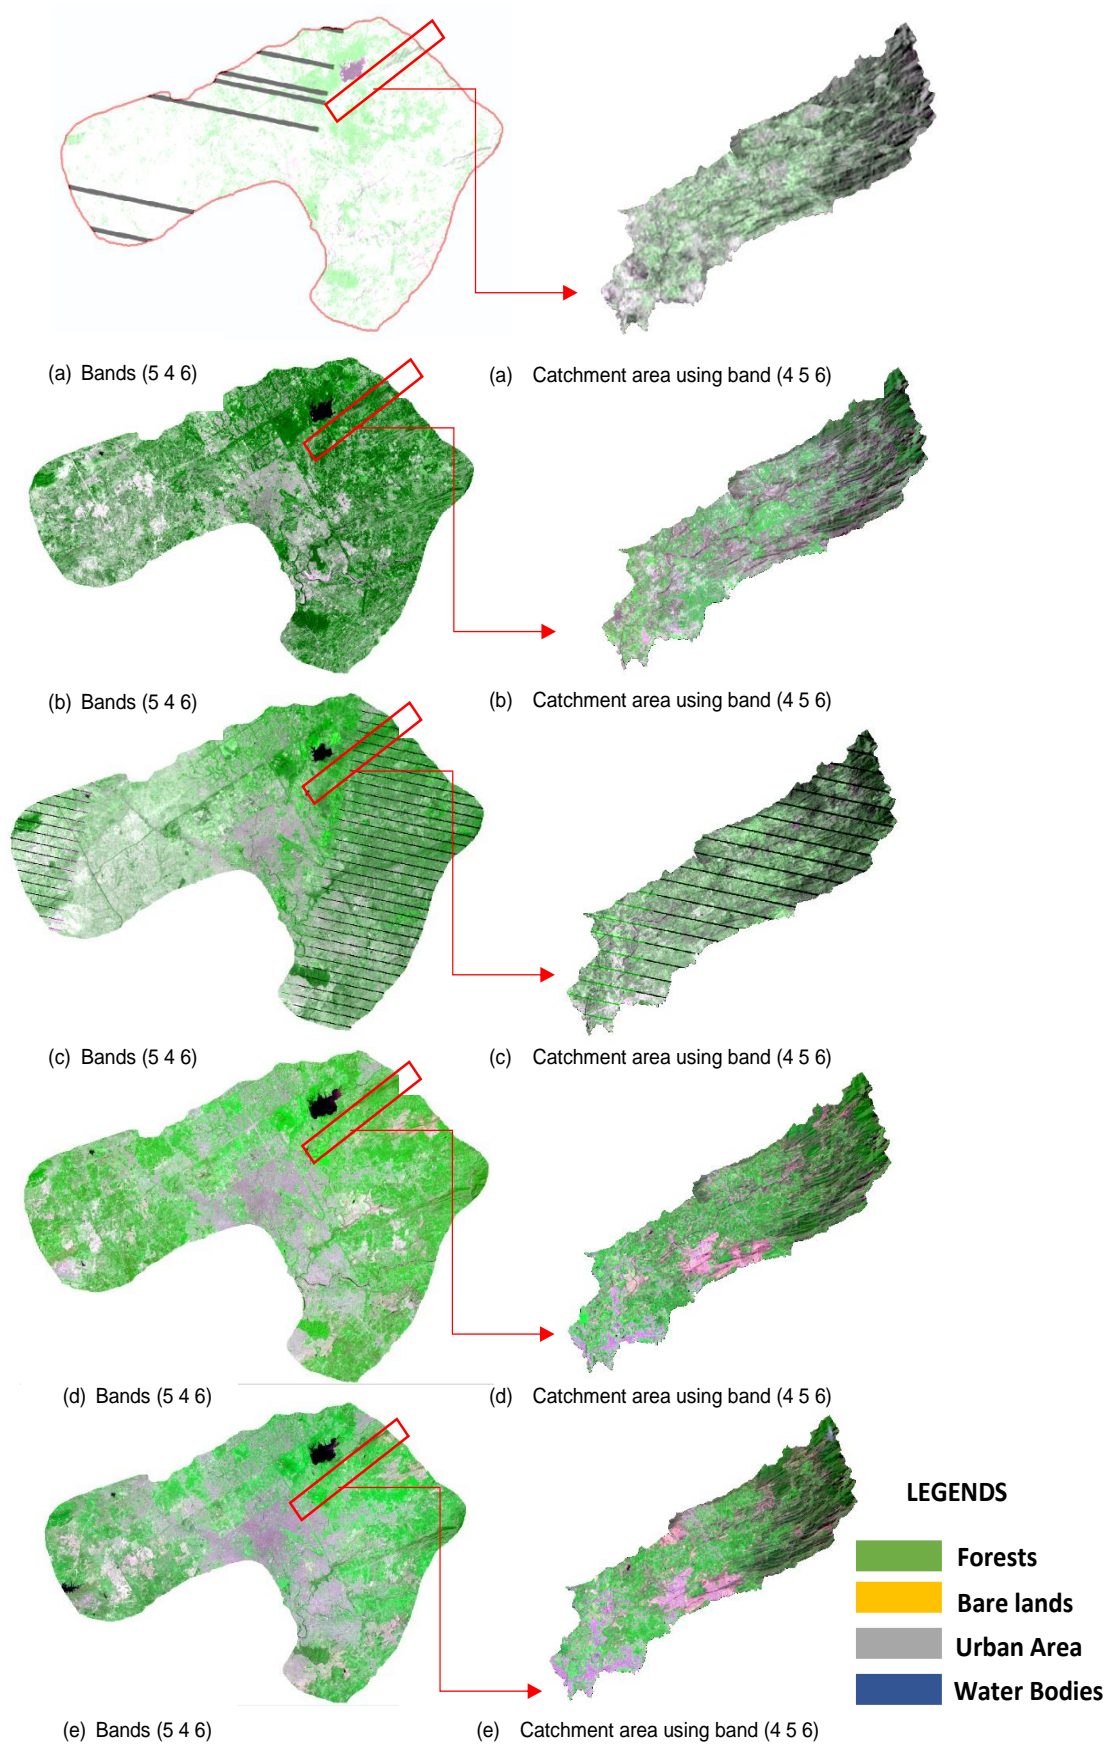 (a) Bands (5 4 6)
(a) Catchment area using band (4 5 6)
(b) Bands (5 4 6)
(b) Catchment area using band (4 5 6)
(c) Bands (5 4 6)
(c) Catchment area using band (4 5 6)
(d) Bands (5 4 6)
(d) Catchment area using band (4 5 6)
LEGENDS
Forests
Bare lands
Urban Area
Water Bodies
(e) Bands (5 4 6)
(e) Catchment area using band (4 5 6)